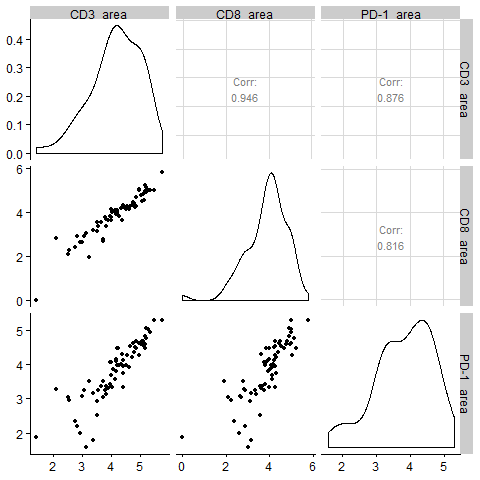 CD3 area CD8 area PD-1 area
0.4
0.3
0.2
0.1
0.0
Corr:
0.946
Corr:
0.876
CD3 area
6
4
2
0
Corr:
0.816
CD8 area
5
4
3
2
PD-1 area
2 3 4 5 0 2 4 6 2 3 4 5